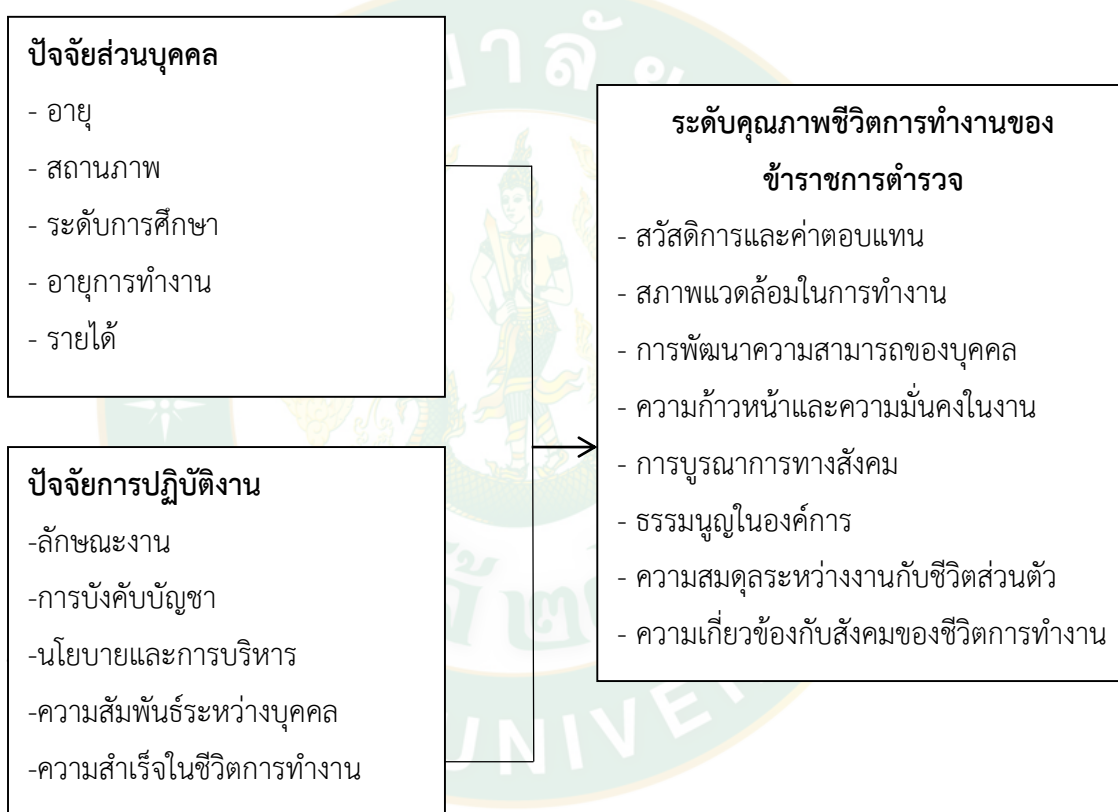 ปัจจัยส่วนบุคคล
- อายุ
- สถานภาพ
- ระดับการศึกษา
- อายุการทำงาน
- รายได้
ปัจจัยการปฏิบัติงาน
-ลักษณะงาน
-การบังคับบัญชา
-นโยบายและการบริหาร
-ความสัมพันธ์ระหว่างบุคคล
-ความสำเร็จในชีวิตการทำงาน
ระดับคุณภาพชีวิตการทำงานของ
ข้าราชการตำรวจ
- สวัสดิการและค่าตอบแทน
- สภาพแวดล้อมในการทำงาน
- การพัฒนาความสามารถของบุคคล
- ความก้าวหน้าและความมั่นคงในงาน
- การบูรณาการทางสังคม
- ธรรมนูญในองค์การ
- ความสมดุลระหว่างงานกับชีวิตส่วนตัว
- ความเกี่ยวข้องกับสังคมของชีวิตการทำงาน